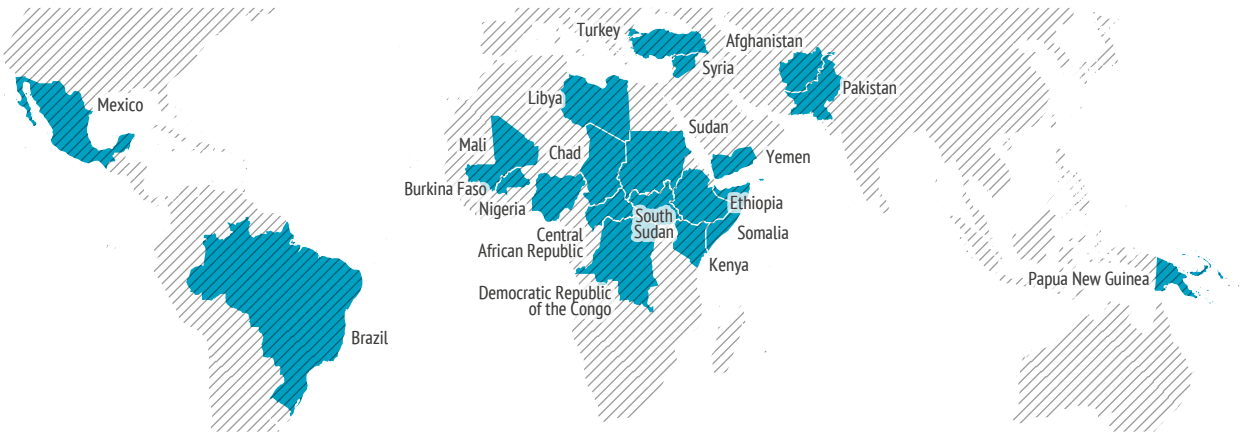 Turkey
Afghanistan
Syria
Pakistan
Mexico
Libya
Sudan
Mali
Chad
Yemen
Burkina Faso
Nigeria
Ethiopia
South
Sudan
Central
African Republic
Somalia
Kenya
Papua New Guinea
Democratic Republic
of the Congo
Brazil